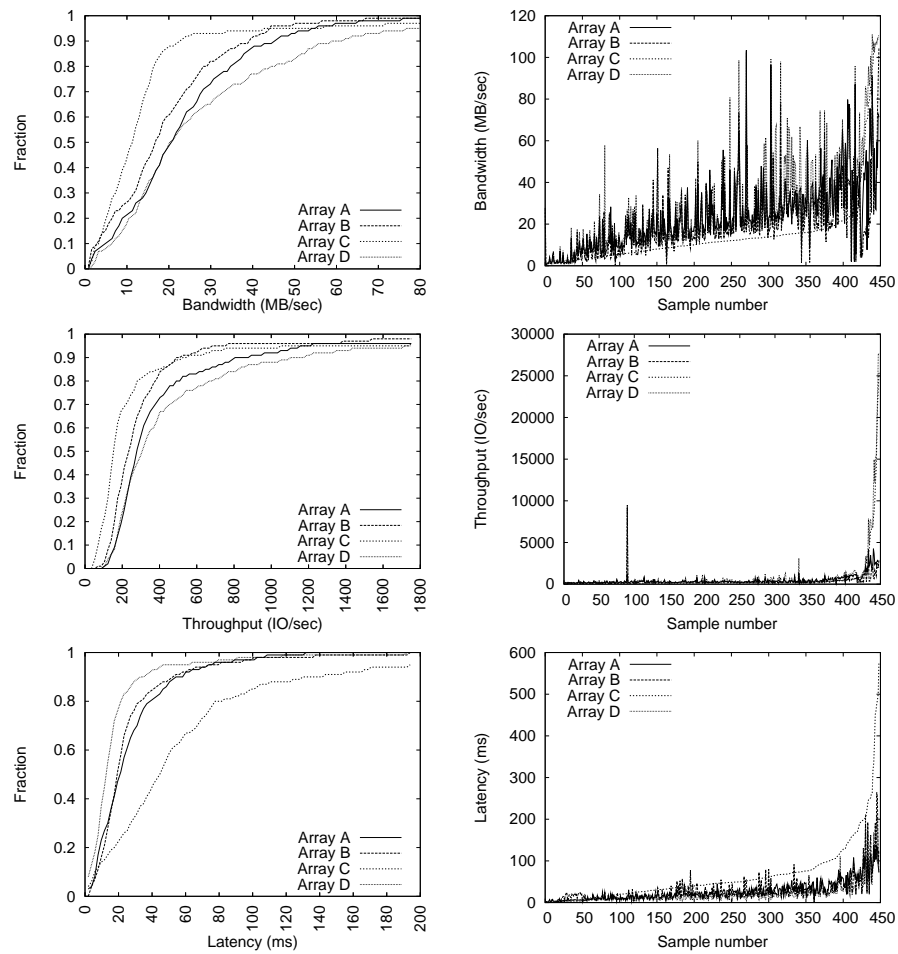 Fraction
1
0.9
0.8
0.7
0.6
0.5
0.4
0.3
0.2
0.1
0
Array A
Array B
Array C
Array D
0 10 20 30 40 50 60 70 80
Bandwidth (MB/sec)
Bandwidth (MB/sec)
120
100
80
60
40
20
0
Array A
Array B
Array C
Array D
0 50 100 150 200 250 300 350 400 450
Sample number
Fraction
1
0.9
0.8
0.7
0.6
0.5
0.4
0.3
0.2
0.1
0
Array A
Array B
Array C
Array D
200 400 600 800 1000 1200 1400 1600 1800
Throughput (IO/sec)
Throughput (IO/sec)
30000
25000
20000
15000
10000
5000
0
Array A
Array B
Array C
Array D
0 50 100 150 200 250 300 350 400 450
Sample number
Fraction
1
0.8
0.6
0.4
0.2
0
Array A
Array B
Array C
Array D
0 20 40 60 80 100 120 140 160 180 200
Latency (ms)
Latency (ms)
600
500
400
300
200
100
0
Array A
Array B
Array C
Array D
0 50 100 150 200 250 300 350 400 450
Sample number